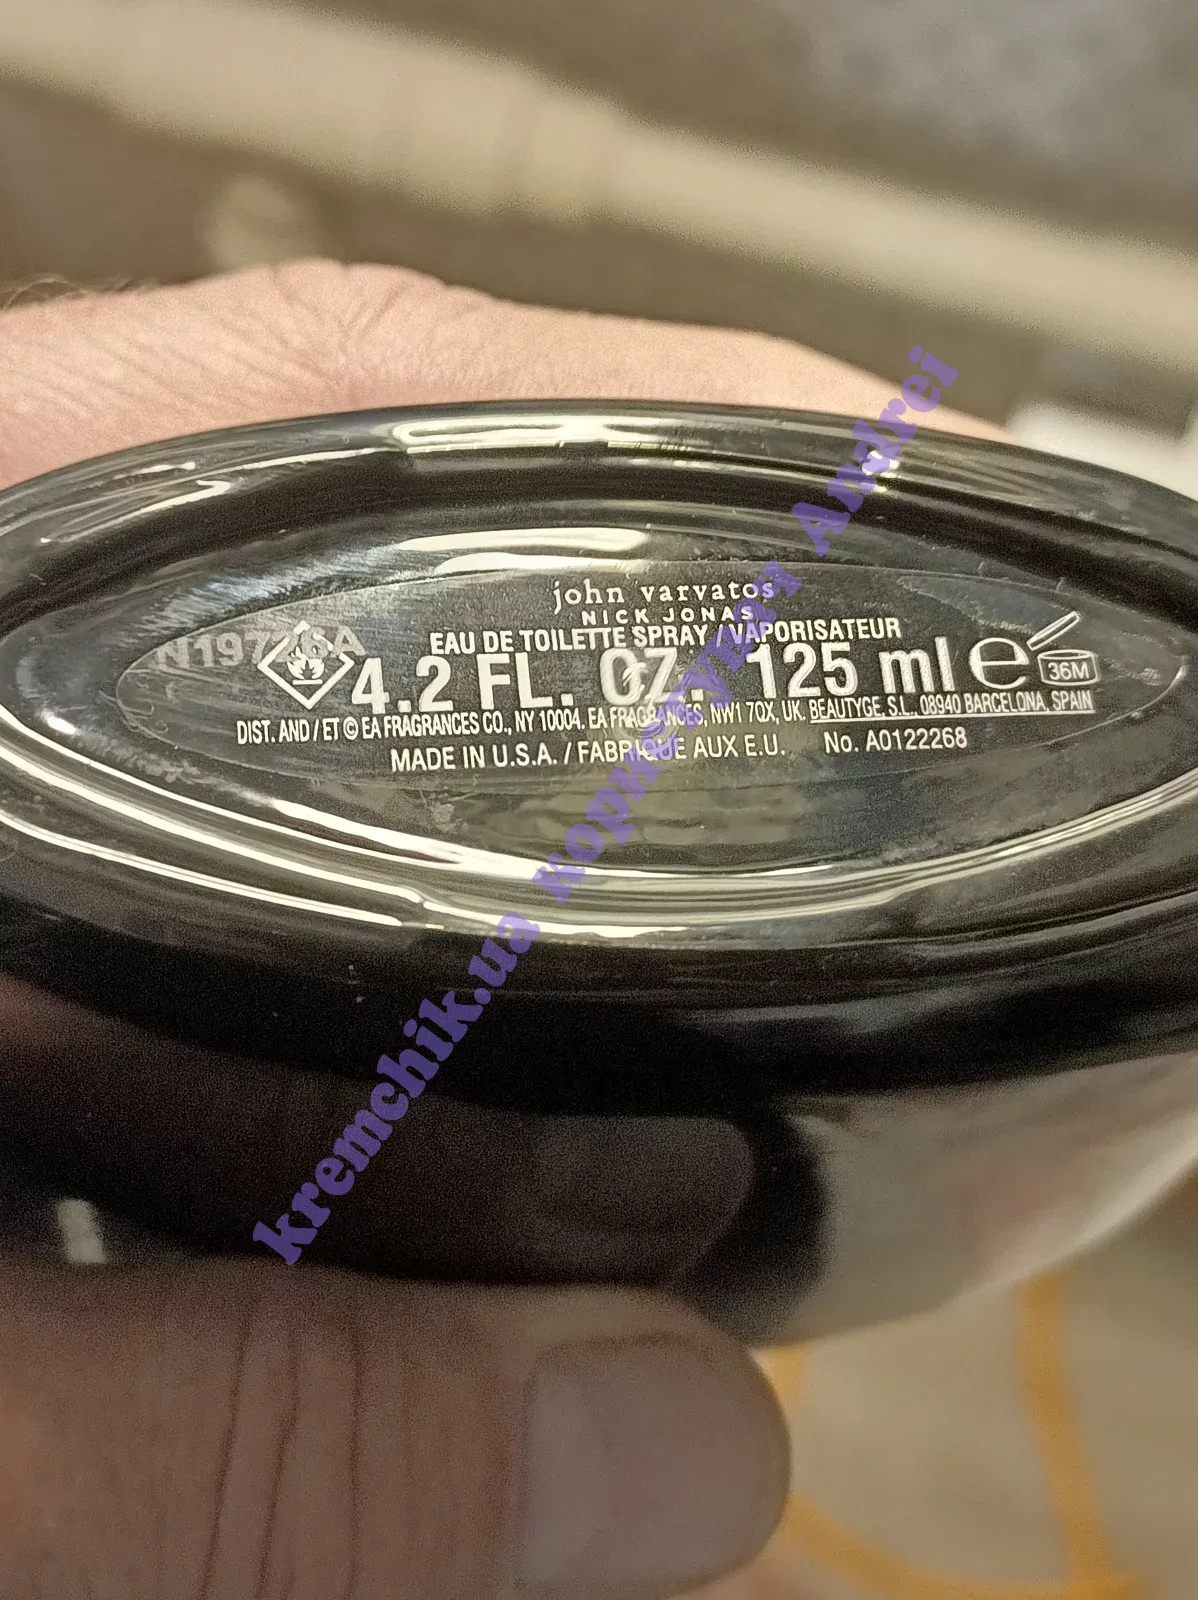 john varvatos
NICK JONAS
EAU DE TOILETTE SPRAY / VAPORISATEUR
4.2 FL. OZ. 125 ml e 36M
DIST. AND / ET © EA FRAGRANCES CO., NY 10004. EA FRAGRANCES, NW1 7QX, UK. BEAUTYGE, S.L., 08940 BARCELONA, SPAIN
MADE IN U.S.A. / FABRIQUE AUX E.U. No. A0122268
kremchik.ua Andrei